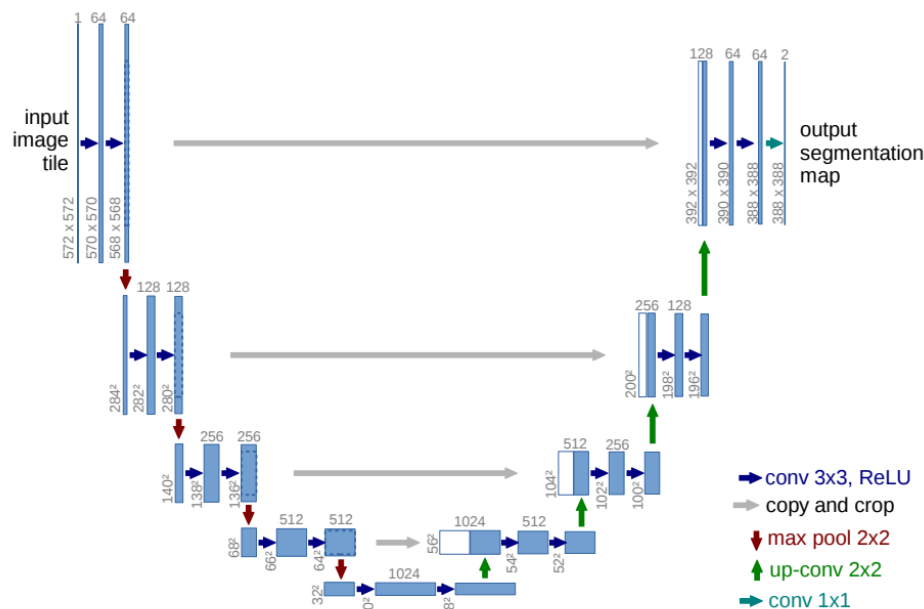 1 64 64
input
image
tile
572 x 572
570 x 570
568 x 568
128 64 64 2
output
segmentation
map
392 x 392
390 x 390
388 x 388
388 x 388
128 128
284²
282²
280²
256 128
200²
198²
196²
256 256
140²
138²
136²
512 256
104²
102²
100²
512 512
68²
66²
64²
1024 512
56²
54²
52²
1024
32²
0²
8²
conv 3x3, ReLU
copy and crop
max pool 2x2
up-conv 2x2
conv 1x1